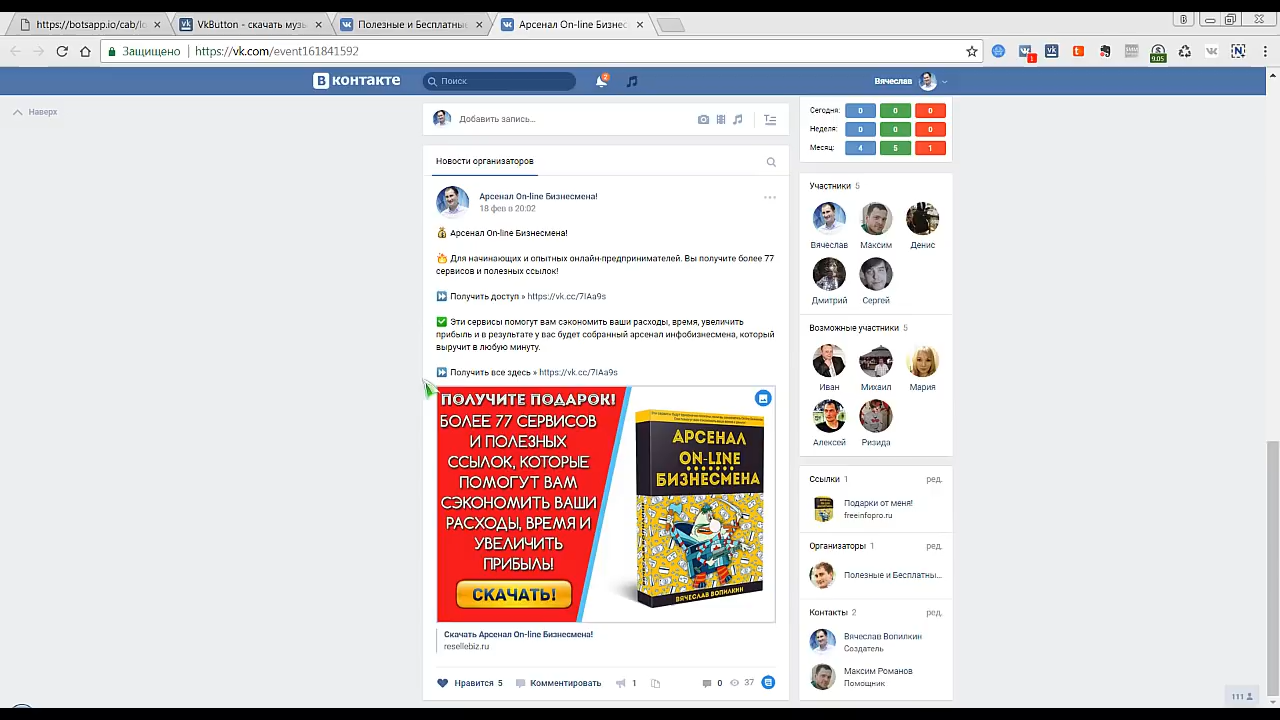 https://botsapp.io/cab/lo
VkButton - скачать музы
Полезные и Бесплатны
Арсенал On-line Бизнес
Защищено
https://vk.com/event161841592
1
9.05
В контакте
Поиск
2
Вячеслав
Наверх
Добавить запись...
Новости организаторов
Арсенал On-line Бизнесмена!
18 фев в 20:02
Арсенал On-line Бизнесмена!
Для начинающих и опытных онлайн-предпринимателей. Вы получите более 77
сервисов и полезных ссылок!
Получить доступ » https://vk.cc/7IAa9s
Эти сервисы помогут вам сэкономить ваши расходы, время, увеличить
прибыль и в результате у вас будет собранный арсенал инфобизнесмена, который
выручит в любую минуту.
Получить все здесь » https://vk.cc/7IAa9s
ПОЛУЧИТЕ ПОДАРОК!
БОЛЕЕ 77 СЕРВИСОВ
И ПОЛЕЗНЫХ
ССЫЛОК, КОТОРЫЕ
ПОМОГУТ ВАМ
СЭКОНОМИТЬ ВАШИ
РАСХОДЫ, ВРЕМЯ И
УВЕЛИЧИТЬ
ПРИБЫЛЬ!
СКАЧАТЬ!
АРСЕНАЛ
ON-LINE
БИЗНЕСМЕНА
ВЯЧЕСЛАВ ВОПИЛКИН
Скачать Арсенал On-line Бизнесмена!
resellebiz.ru
Нравится 5
Комментировать
1
0
37
Сегодня: 0 0 0
Неделя: 0 0 0
Месяц: 4 5 1
Участники 5
Вячеслав Максим Денис
Дмитрий Сергей
Возможные участники 5
Иван Михаил Мария
Алексей Ризида
Ссылки 1 ред.
Подарки от меня!
freeinfopro.ru
Организаторы 1 ред.
Полезные и Бесплатны...
Контакты 2 ред.
Вячеслав Вопилкин
Создатель
Максим Романов
Помощник
111